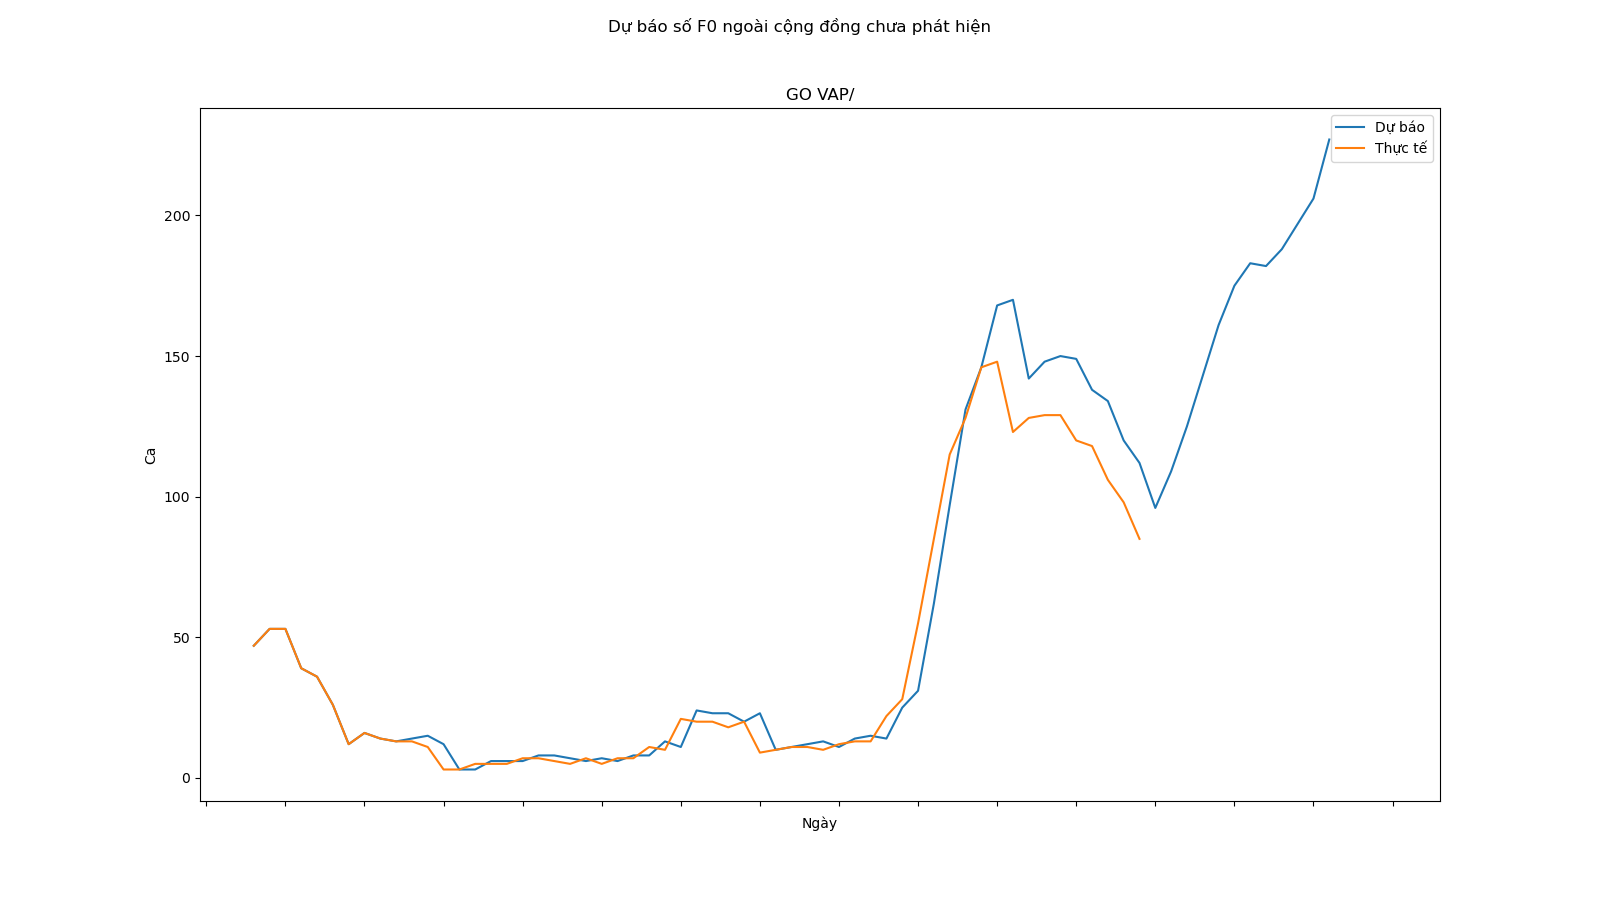 Dự báo số F0 ngoài cộng đồng chưa phát hiện
GO VAP/
Dự báo
Thực tế
200
150
100
50
0
Ca
Ngày